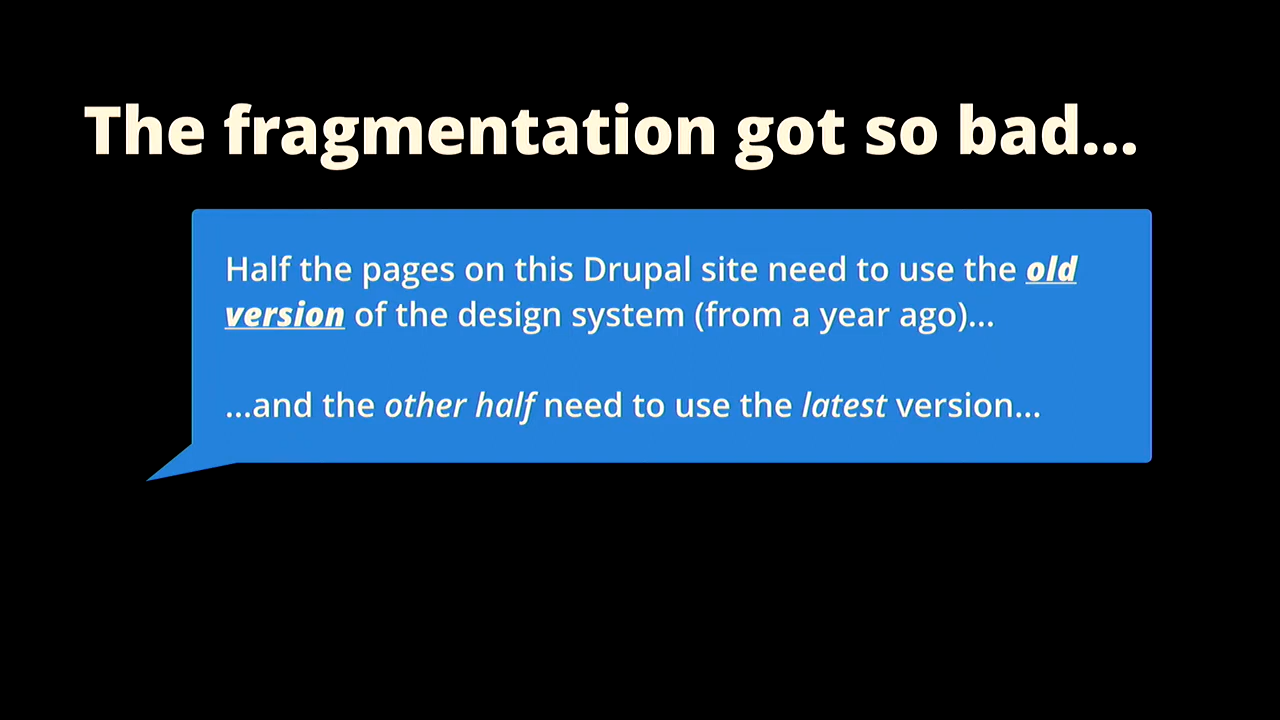 The fragmentation got so bad...
Half the pages on this Drupal site need to use the old
version of the design system (from a year ago)...
...and the other half need to use the latest version...